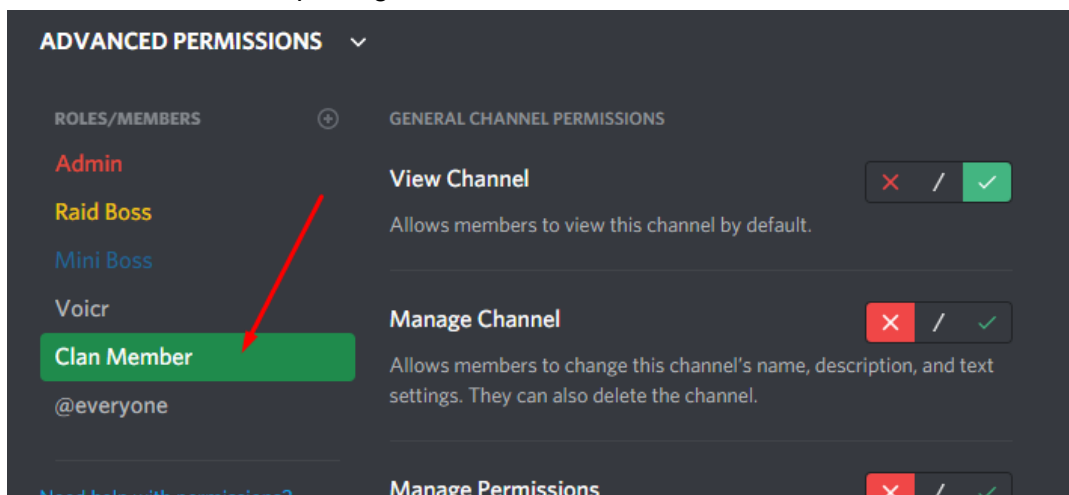 ADVANCED PERMISSIONS
ROLES/MEMBERS
Admin
Raid Boss
Mini Boss
Voicr
Clan Member
@everyone
GENERAL CHANNEL PERMISSIONS
View Channel
Allows members to view this channel by default.
Manage Channel
Allows members to change this channel's name, description, and text
settings. They can also delete the channel.
Manage Permissions